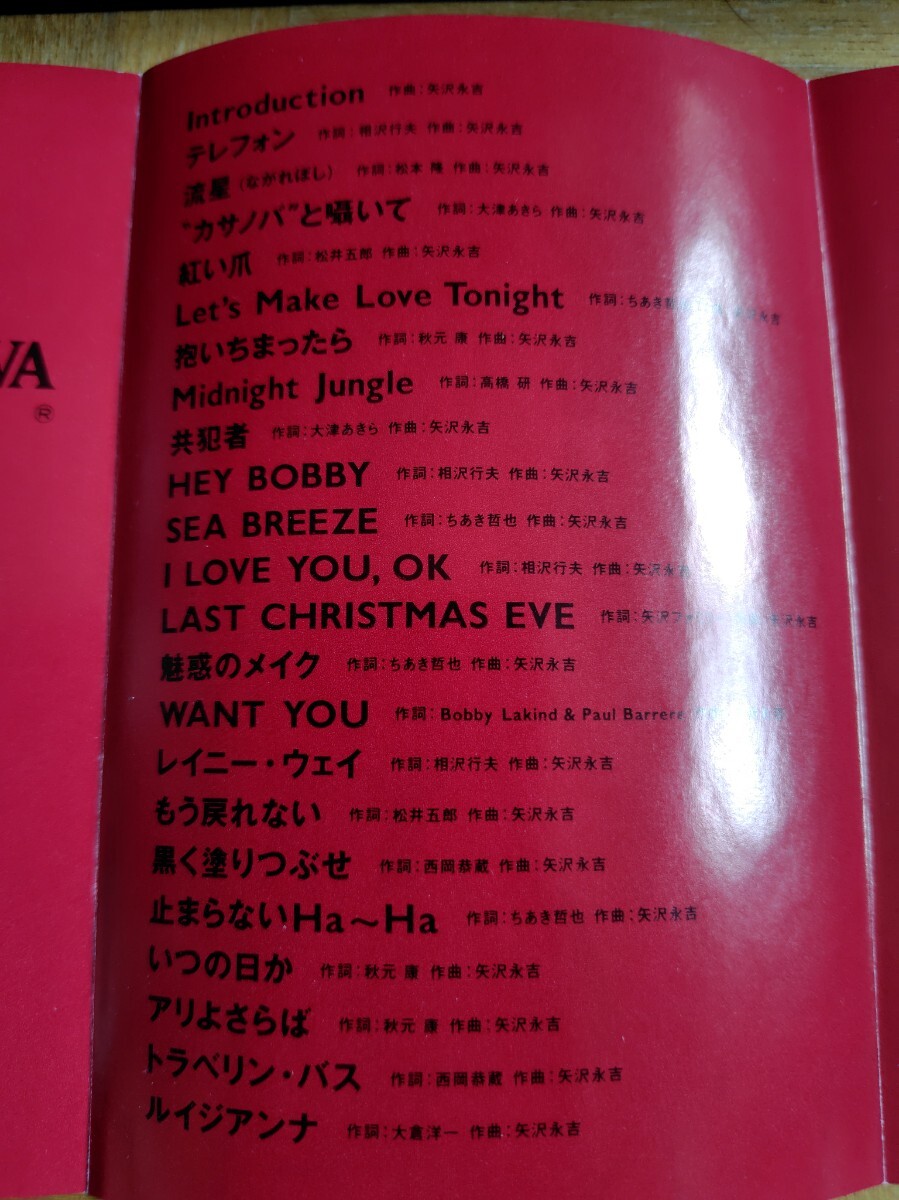 Introduction 作曲:矢沢永吉
テレフォン 作詞:相沢行夫 作曲:矢沢永吉
流星(ながれぼし) 作詞:松本 隆 作曲:矢沢永吉
"カサノバ"と囁いて 作詞:大津あきら 作曲:矢沢永吉
紅い爪 作詞:松井五郎 作曲:矢沢永吉
Let's Make Love Tonight 作詞:ちあき
抱いちまったら 作詞:秋元 康 作曲:矢沢永吉
Midnight Jungle 作詞:高橋 研 作曲:矢沢永吉
VA
®
共犯者 作詞:大津あきら 作曲:矢沢永吉
HEY BOBBY 作詞:相沢行夫 作曲:矢沢永吉
SEA BREEZE 作詞:ちあき哲也 作曲:矢沢永吉
I LOVE YOU, OK 作詞:相沢行夫 作曲:矢沢永吉
LAST CHRISTMAS EVE 作詞:矢沢 矢沢永吉
魅惑のメイク 作詞:ちあき哲也 作曲:矢沢永吉
WANT YOU 作詞:Bobby Lakind & Paul Barrere
レイニー・ウェイ 作詞:相沢行夫 作曲:矢沢永吉
もう戻れない 作詞:松井五郎 作曲:矢沢永吉
黒く塗りつぶせ 作詞:西岡恭蔵 作曲:矢沢永吉
止まらないHa〜Ha 作詞:ちあき哲也 作曲:矢沢永吉
いつの日か 作詞:秋元 康 作曲:矢沢永吉
アリよさらば 作詞:秋元 康 作曲:矢沢永吉
トラベリン・バス 作詞:西岡恭蔵 作曲:矢沢永吉
ルイジアンナ 作詞:大倉洋一 作曲:矢沢永吉